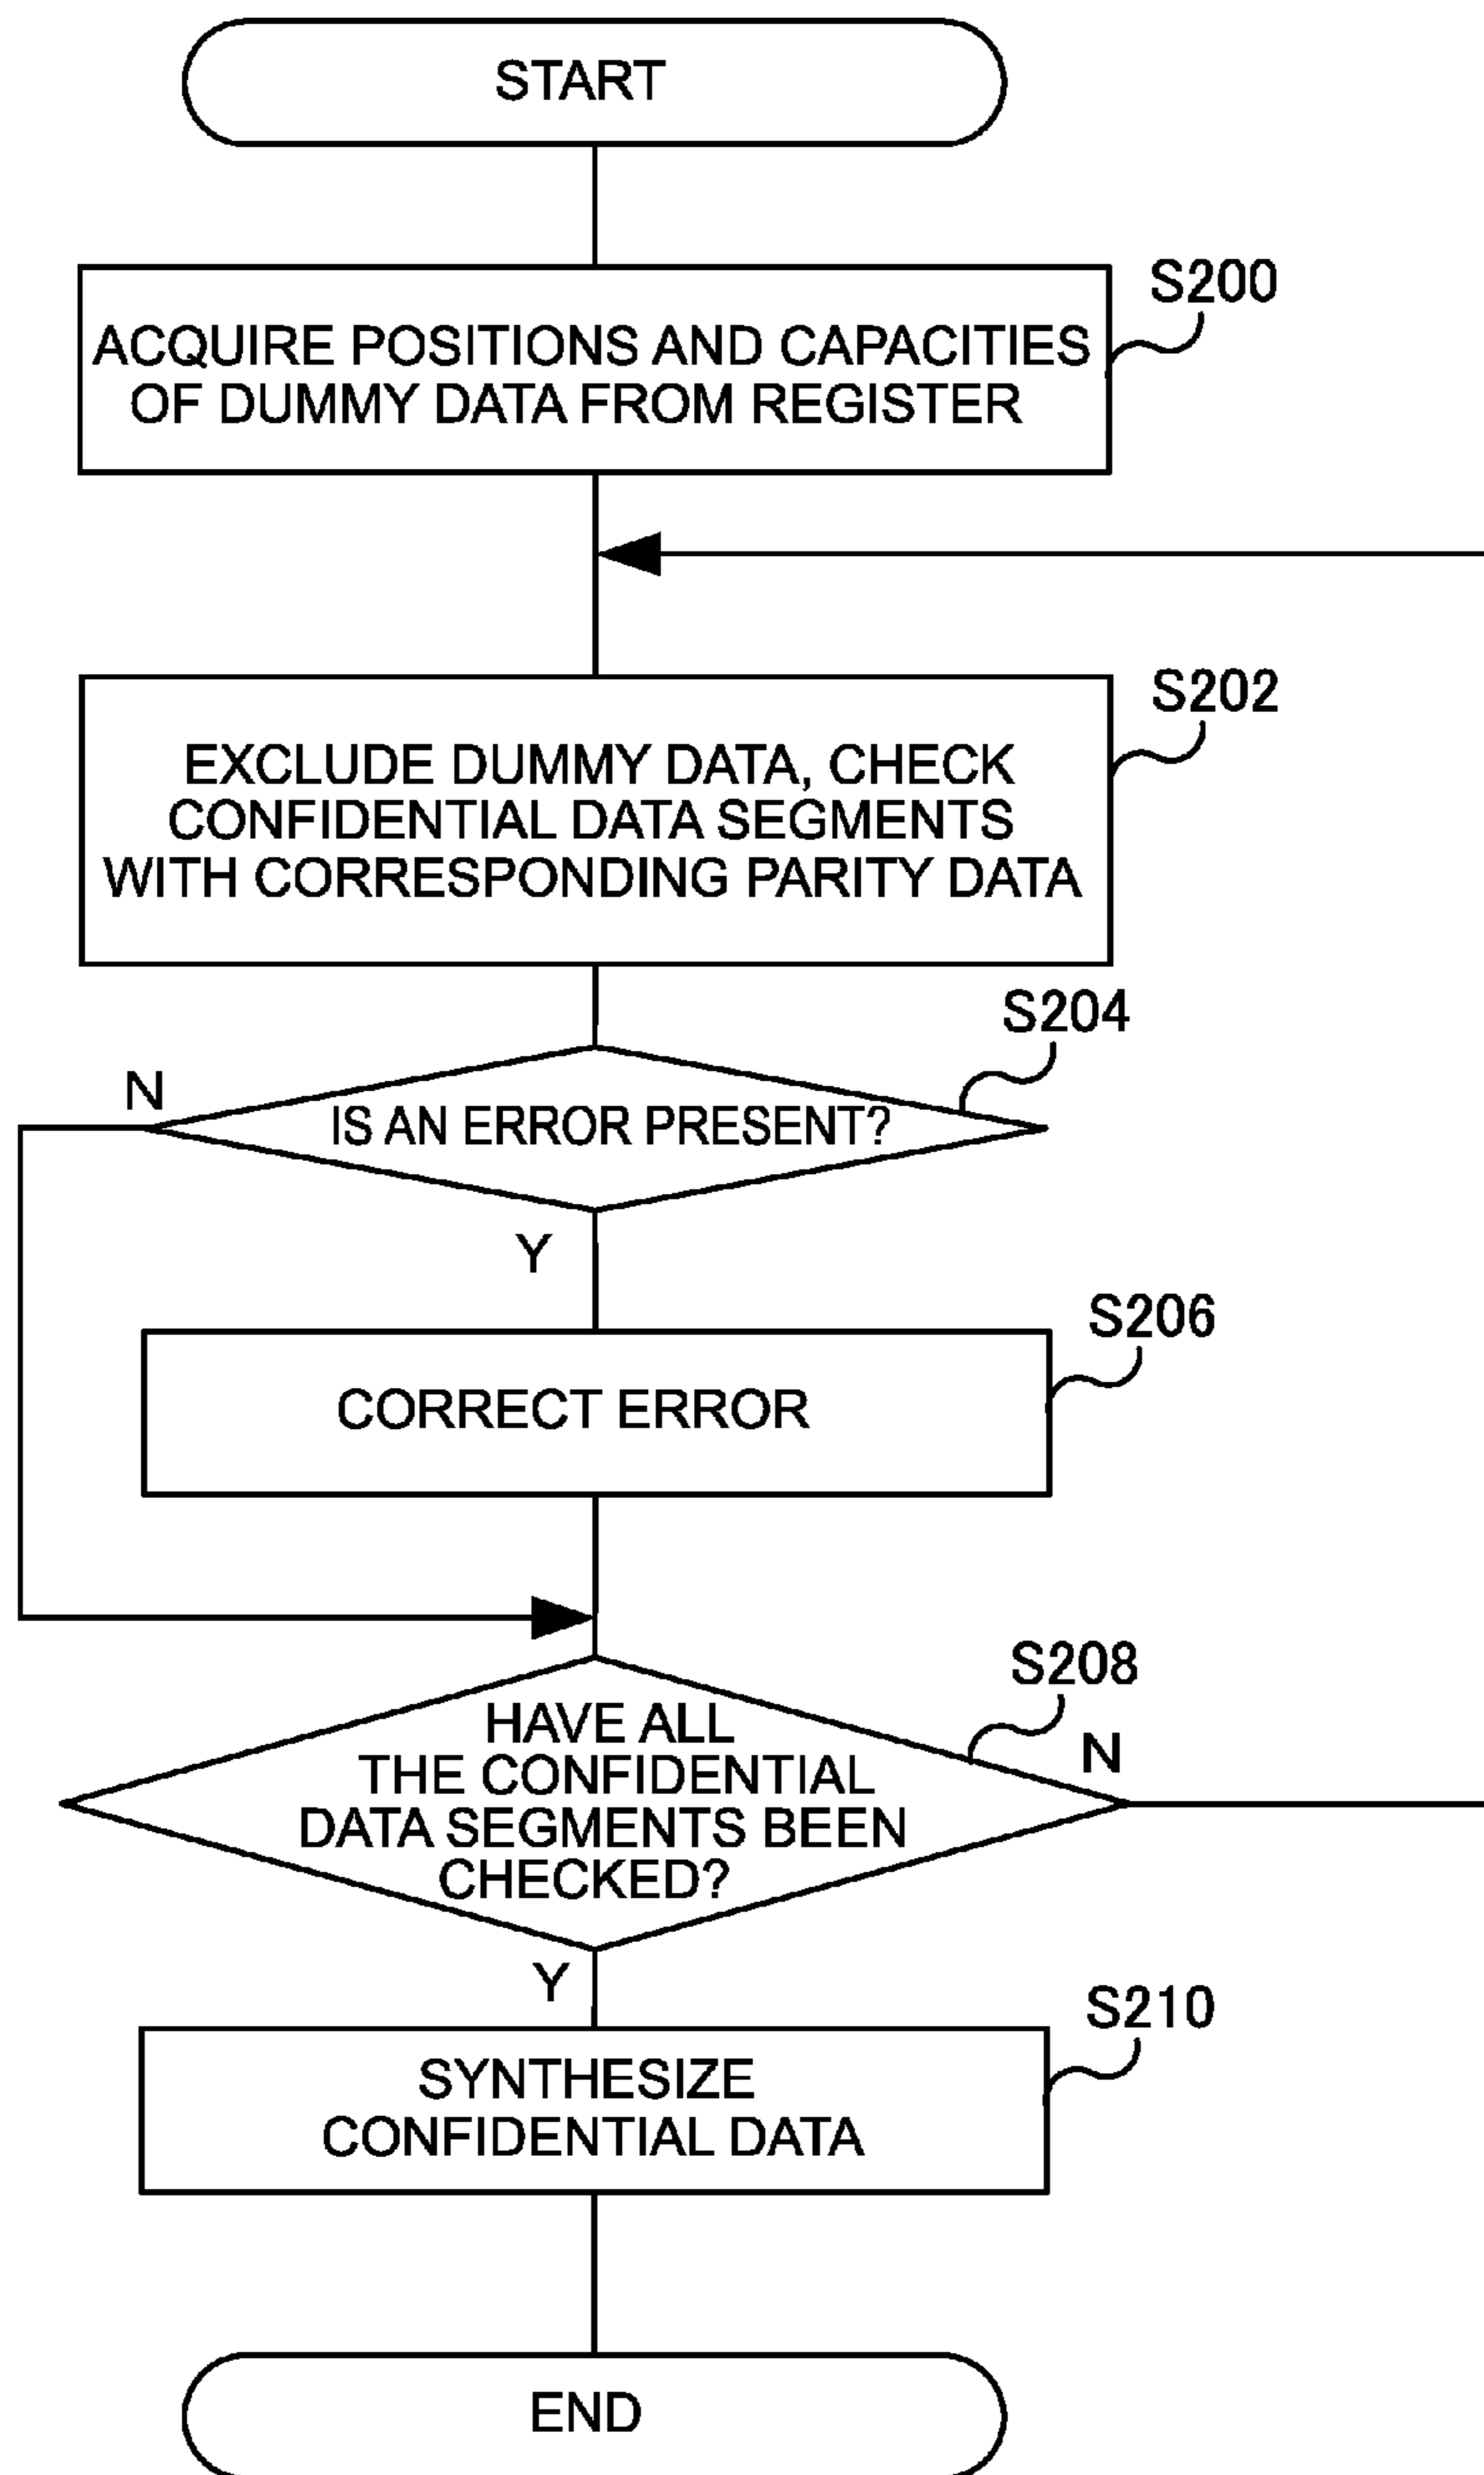 START
S200
ACQUIRE POSITIONS AND CAPACITIES
OF DUMMY DATA FROM REGISTER
S202
EXCLUDE DUMMY DATA, CHECK
CONFIDENTIAL DATA SEGMENTS
WITH CORRESPONDING PARITY DATA
S204
N
IS AN ERROR PRESENT?
Y
S206
CORRECT ERROR
S208
N
HAVE ALL
THE CONFIDENTIAL
DATA SEGMENTS BEEN
CHECKED?
Y
S210
SYNTHESIZE
CONFIDENTIAL DATA
END